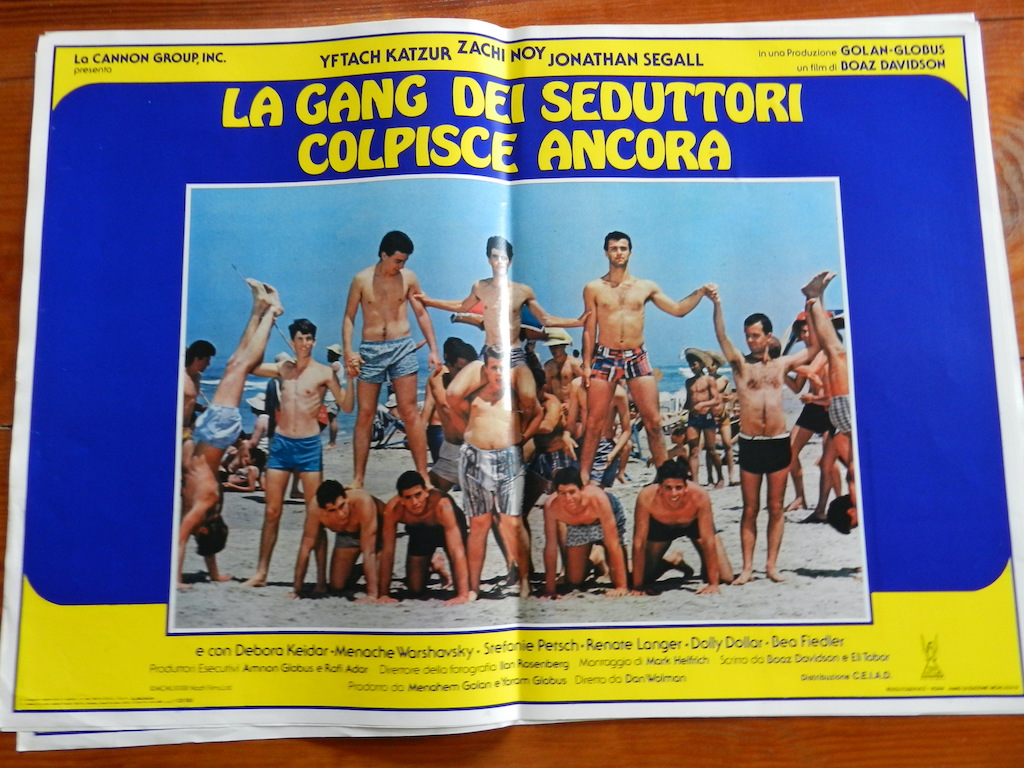 La CANNON GROUP, INC.
presenta
YFTACH KATZUR ZACHI NOY JONATHAN SEGALL
in una Produzione GOLAN-GLOBUS
un film di BOAZ DAVIDSON
LA GANG DEI SEDUTTORI
COLPISCE ANCORA
e con Debora Keidar • Menache Warshavsky • Stefanie Petsch • Renate Langer • Dolly Dollar • Bea Fiedler
Produttori Esecutivi Amnon Globus e Rafi Adar Direttore della fotografia Ilan Rosenberg Montaggio di Mark Helfrich Scritto da Boaz Davidson e Eli Tabor
Prodotto da Menahem Golan e Yoram Globus Diretto da Dan Wolman
Distribuzione C.E.I.A.D.